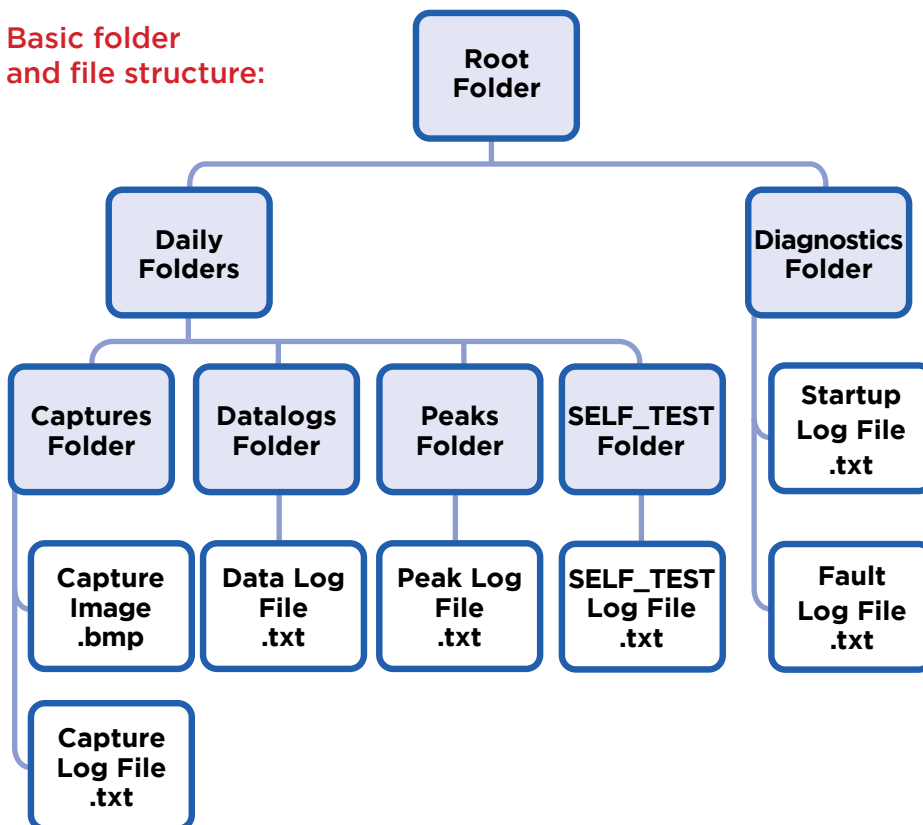 Basic folder
and file structure:
Root
Folder
Daily
Folders
Diagnostics
Folder
Captures
Folder
Datalogs
Folder
Peaks
Folder
SELF_TEST
Folder
Startup
Log File
.txt
Capture
Image
.bmp
Data Log
File
.txt
Peak Log
File
.txt
SELF_TEST
Log File
.txt
Fault
Log File
.txt
Capture
Log File
.txt